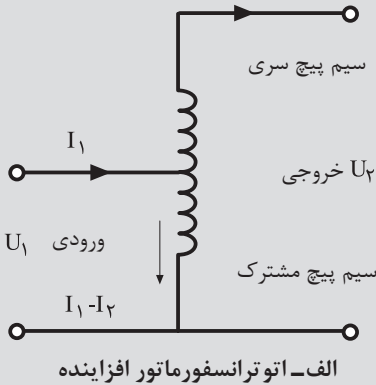 سیم پیچ سری
I۱
U۲ خروجی
U۱ ورودی
سیم پیچ مشترک
I۱-I۲
الف ـ اتوترانسفورماتور افزاینده